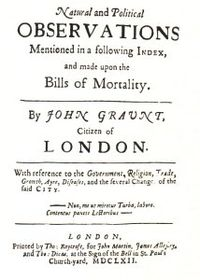 Natural and Political
OBSERVATIONS
Mentioned in a following INDEX,
and made upon the
Bills of Mortality.
By JOHN GRAUNT,
Citizen of
LONDON.
With reference to the Government, Religion, Trade,
Growth, Ayre, Diſeaſes, and the ſeveral Changes of the
ſaid CITY.
—— Non, me ut miretur Turba, laboro.
Contentus paucis Lectoribus ——
LONDON,
Printed by Tho: Roycroft, for John Martin, James Alleſtry,
and Tho: Dicas, at the Sign of the Bell in St. Paul's
Church-yard, MDCLXII.